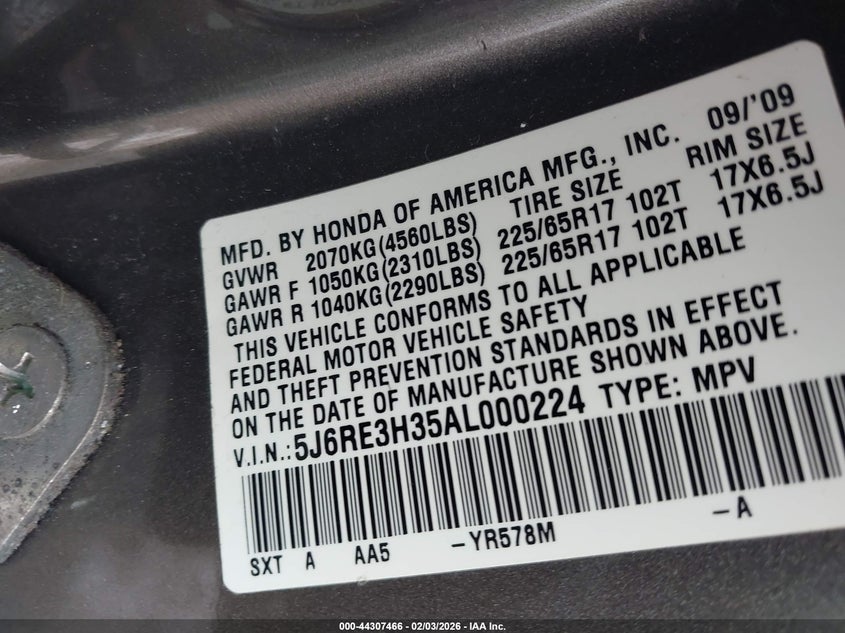 MFD. BY HONDA OF AMERICA MFG., INC. 09/'09
GVWR 2070KG(4560LBS) TIRE SIZE RIM SIZE
GAWR F 1050KG(2310LBS) 225/65R17 102T 17X6.5J
GAWR R 1040KG(2290LBS) 225/65R17 102T 17X6.5J
THIS VEHICLE CONFORMS TO ALL APPLICABLE
FEDERAL MOTOR VEHICLE SAFETY
AND THEFT PREVENTION STANDARDS IN EFFECT
ON THE DATE OF MANUFACTURE SHOWN ABOVE.
V.I.N.:5J6RE3H35AL000224 TYPE: MPV
SXT A AA5 -YR578M -A
000-44307466 - 02/03/2026 - IAA Inc.